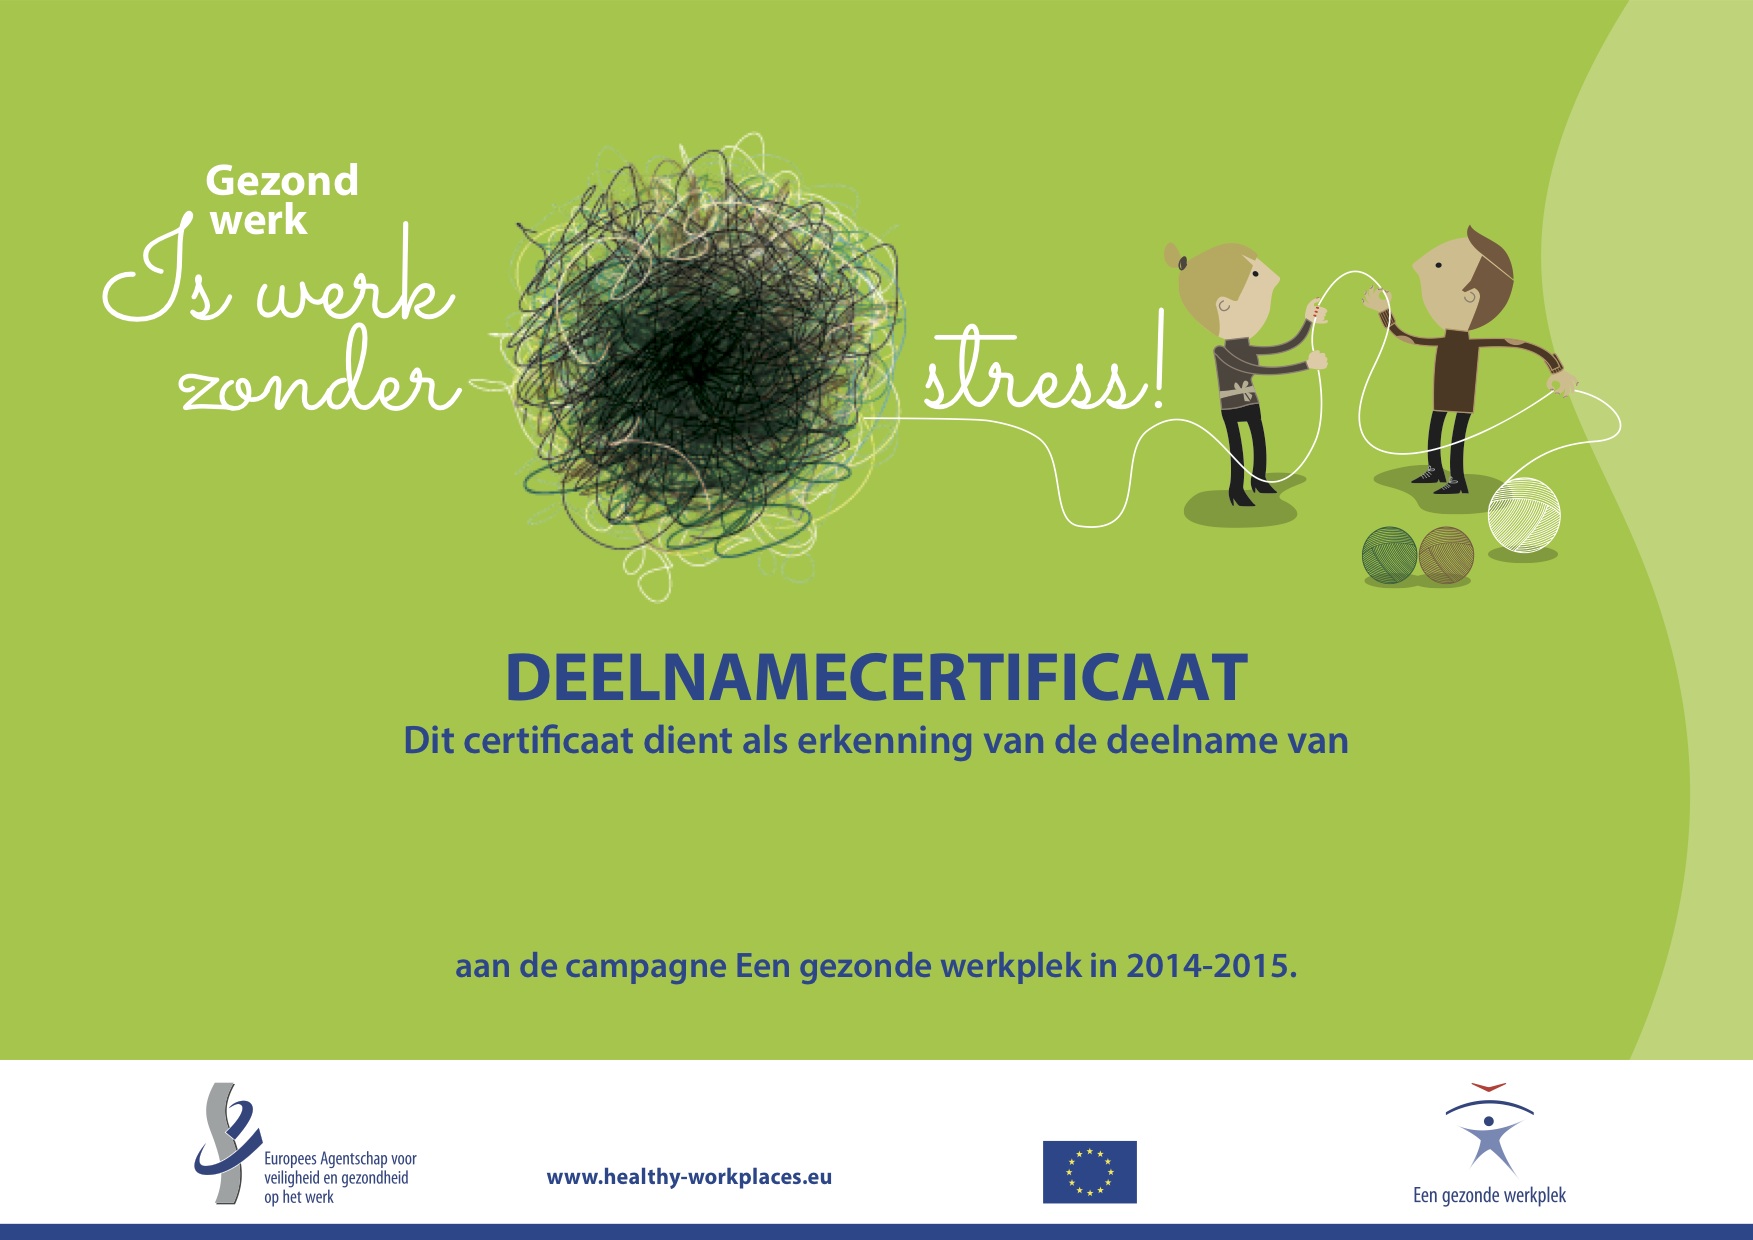 Gezond
werk
Is werk
zonder
stress!
DEELNAMECERTIFICAAT
Dit certificaat dient als erkenning van de deelname van
aan de campagne Een gezonde werkplek in 2014-2015.
Europees Agentschap voor
veiligheid en gezondheid
op het werk
www.healthy-workplaces.eu
Een gezonde werkplek